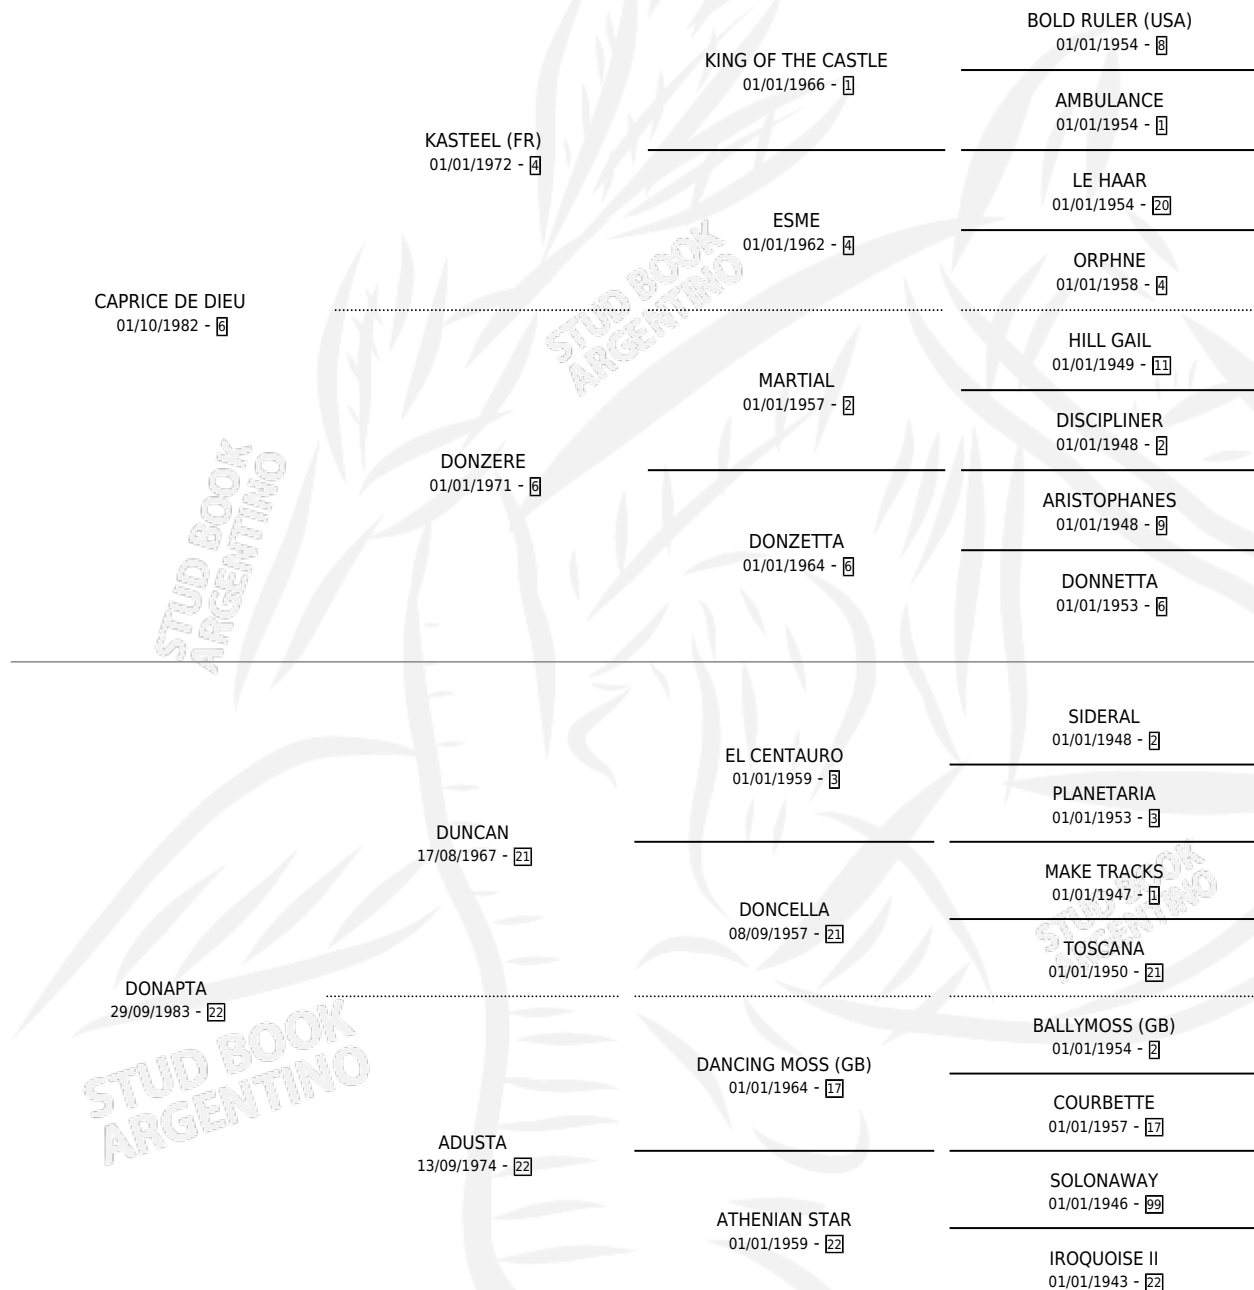 BOLD RULER (USA)
01/01/1954 - 8
KING OF THE CASTLE
01/01/1966 - 1
AMBULANCE
01/01/1954 - 1
KASTEEL (FR)
01/01/1972 - 4
LE HAAR
01/01/1954 - 20
ESME
01/01/1962 - 4
ORPHNE
01/01/1958 - 4
CAPRICE DE DIEU
01/10/1982 - 6
HILL GAIL
01/01/1949 - 11
MARTIAL
01/01/1957 - 2
DISCIPLINER
01/01/1948 - 2
DONZERE
01/01/1971 - 6
ARISTOPHANES
01/01/1948 - 9
DONZETTA
01/01/1964 - 6
DONNETTA
01/01/1953 - 6
STUD BOOK
ARGENTINO
STUD BOOK
ARGENTINO
SIDERAL
01/01/1948 - 2
EL CENTAURO
01/01/1959 - 3
PLANETARIA
01/01/1953 - 3
DUNCAN
17/08/1967 - 21
MAKE TRACKS
01/01/1947 - 1
DONCELLA
08/09/1957 - 21
TOSCANA
01/01/1950 - 21
DONAPTA
29/09/1983 - 22
BALLYMOSS (GB)
01/01/1954 - 2
DANCING MOSS (GB)
01/01/1964 - 17
COURBETTE
01/01/1957 - 17
ADUSTA
13/09/1974 - 22
SOLONAWAY
01/01/1946 - 99
ATHENIAN STAR
01/01/1959 - 22
IROQUOISE II
01/01/1943 - 22
STUD BOOK
ARGENTINO
STUD BOOK
ARGENTINO